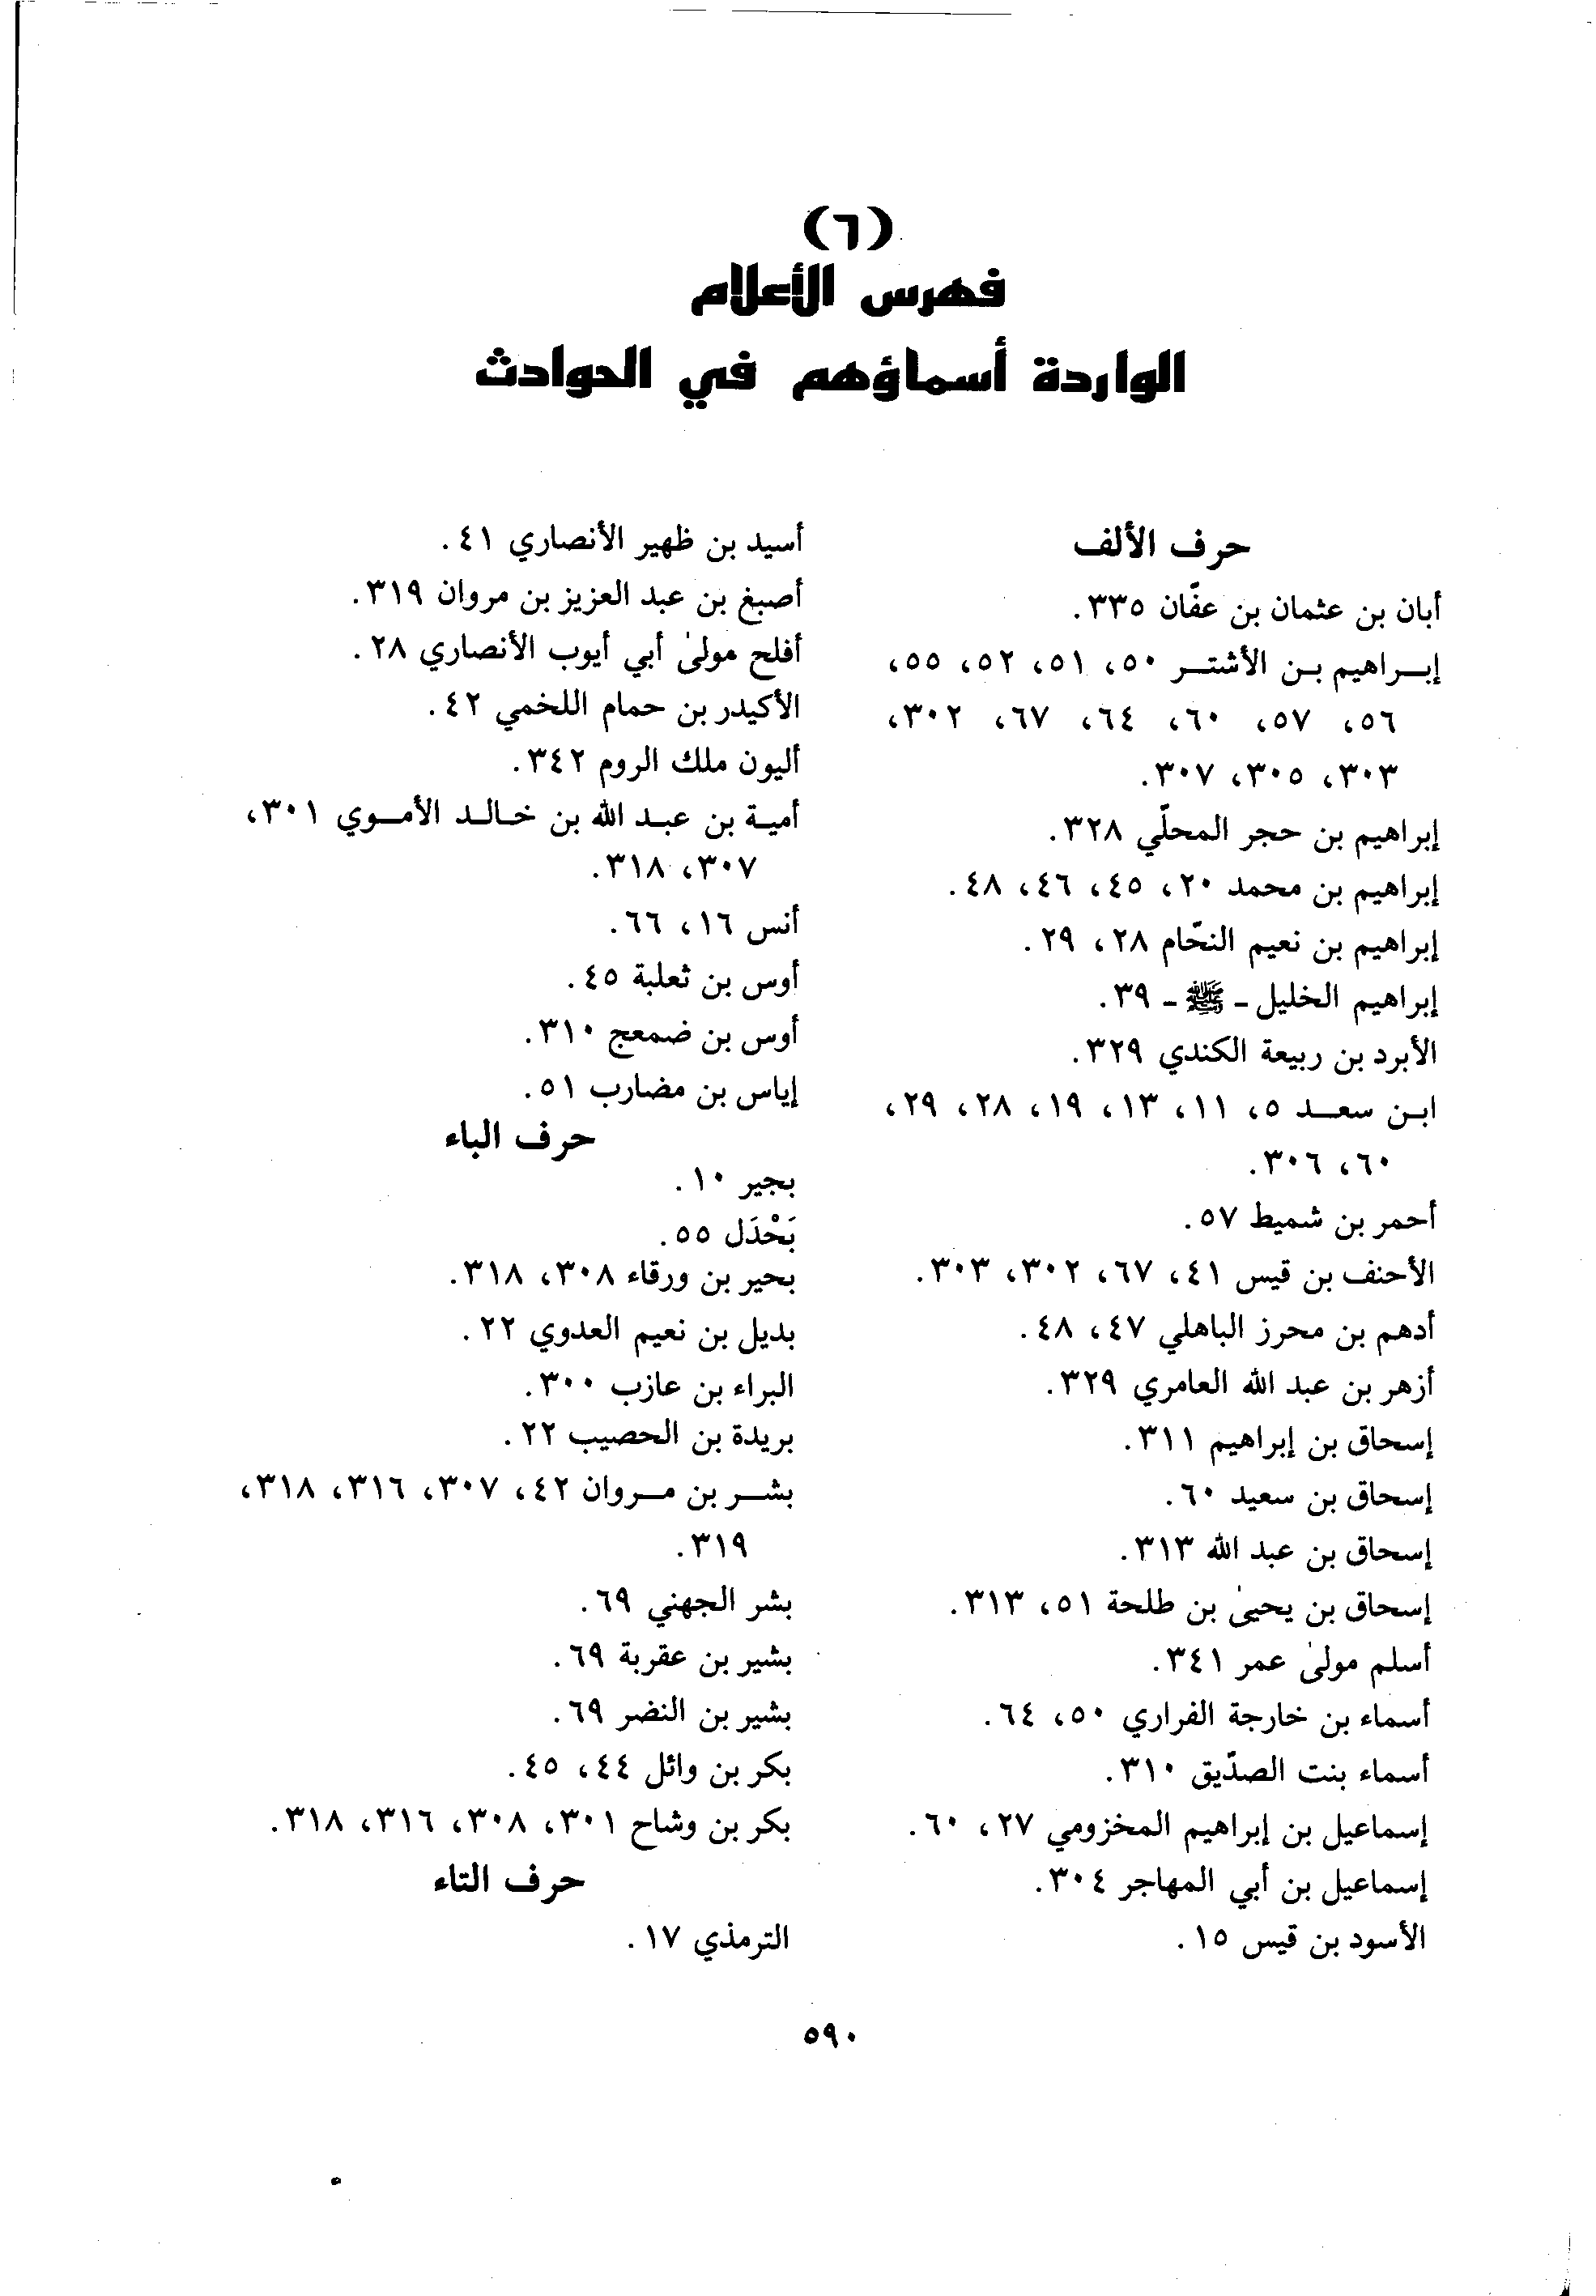 (٦)
فهرس الأعلام
الواردة أسماؤهم في الحوادث
حرف الألف
أبان بن عثمان بن عفّان ٣٣٥.
إبراهيم بن الأشتر ٥٠، ٥١، ٥٢، ٥٥،
٥٦، ٥٧، ٦٠، ٦٤، ٦٧، ٣٠٢،
٣٠٣، ٣٠٥، ٣٠٧.
إبراهيم بن حجر المحلّي ٣٢٨.
إبراهيم بن محمد ٢٠، ٤٥، ٤٦، ٤٨.
إبراهيم بن نعيم النحّام ٢٨، ٢٩.
إبراهيم الخليل - ﷺ - ٣٩.
الأبرد بن ربيعة الكندي ٣٢٩.
ابن سعد ٥، ١١، ١٣، ١٩، ٢٨، ٢٩،
٦٠، ٣٠٦.
أحمر بن شميط ٥٧.
الأحنف بن قيس ٤١، ٦٧، ٣٠٢، ٣٠٣.
أدهم بن محرز الباهلي ٤٧، ٤٨.
أزهر بن عبد الله العامري ٣٢٩.
إسحاق بن إبراهيم ٣١١.
إسحاق بن سعيد ٦٠.
إسحاق بن عبد الله ٣١٣.
إسحاق بن يحيىٰ بن طلحة ٥١، ٣١٣.
أسلم مولىٰ عمر ٣٤١.
أسماء بن خارجة الفراري ٥٠، ٦٤.
أسماء بنت الصدّيق ٣١٠.
إسماعيل بن إبراهيم المخزومي ٢٧، ٦٠.
إسماعيل بن أبي المهاجر ٣٠٤.
الأسود بن قيس ١٥.
أسيد بن ظهير الأنصاري ٤١.
أصبغ بن عبد العزيز بن مروان ٣١٩.
أفلح مولىٰ أبي أيوب الأنصاري ٢٨.
الأكيدر بن حمام اللخمي ٤٢.
أليون ملك الروم ٣٤٢.
أمية بن عبد الله بن خالد الأموي ٣٠١،
٣٠٧، ٣١٨.
أنس ١٦، ٦٦.
أوس بن ثعلبة ٤٥.
أوس بن ضمعج ٣١٠.
إياس بن مضارب ٥١.
حرف الباء
بجير ١٠.
بَحْدَل ٥٥.
بحير بن ورقاء ٣٠٨، ٣١٨.
بديل بن نعيم العدوي ٢٢.
البراء بن عازب ٣٠٠.
بريدة بن الحصيب ٢٢.
بشر بن مروان ٤٢، ٣٠٧، ٣١٦، ٣١٨،
٣١٩.
بشر الجهني ٦٩.
بشير بن عقربة ٦٩.
بشير بن النضر ٦٩.
بكر بن وائل ٤٤، ٤٥.
بكر بن وشاح ٣٠١، ٣٠٨، ٣١٦، ٣١٨.
حرف التاء
الترمذي ١٧.
٥٩٠